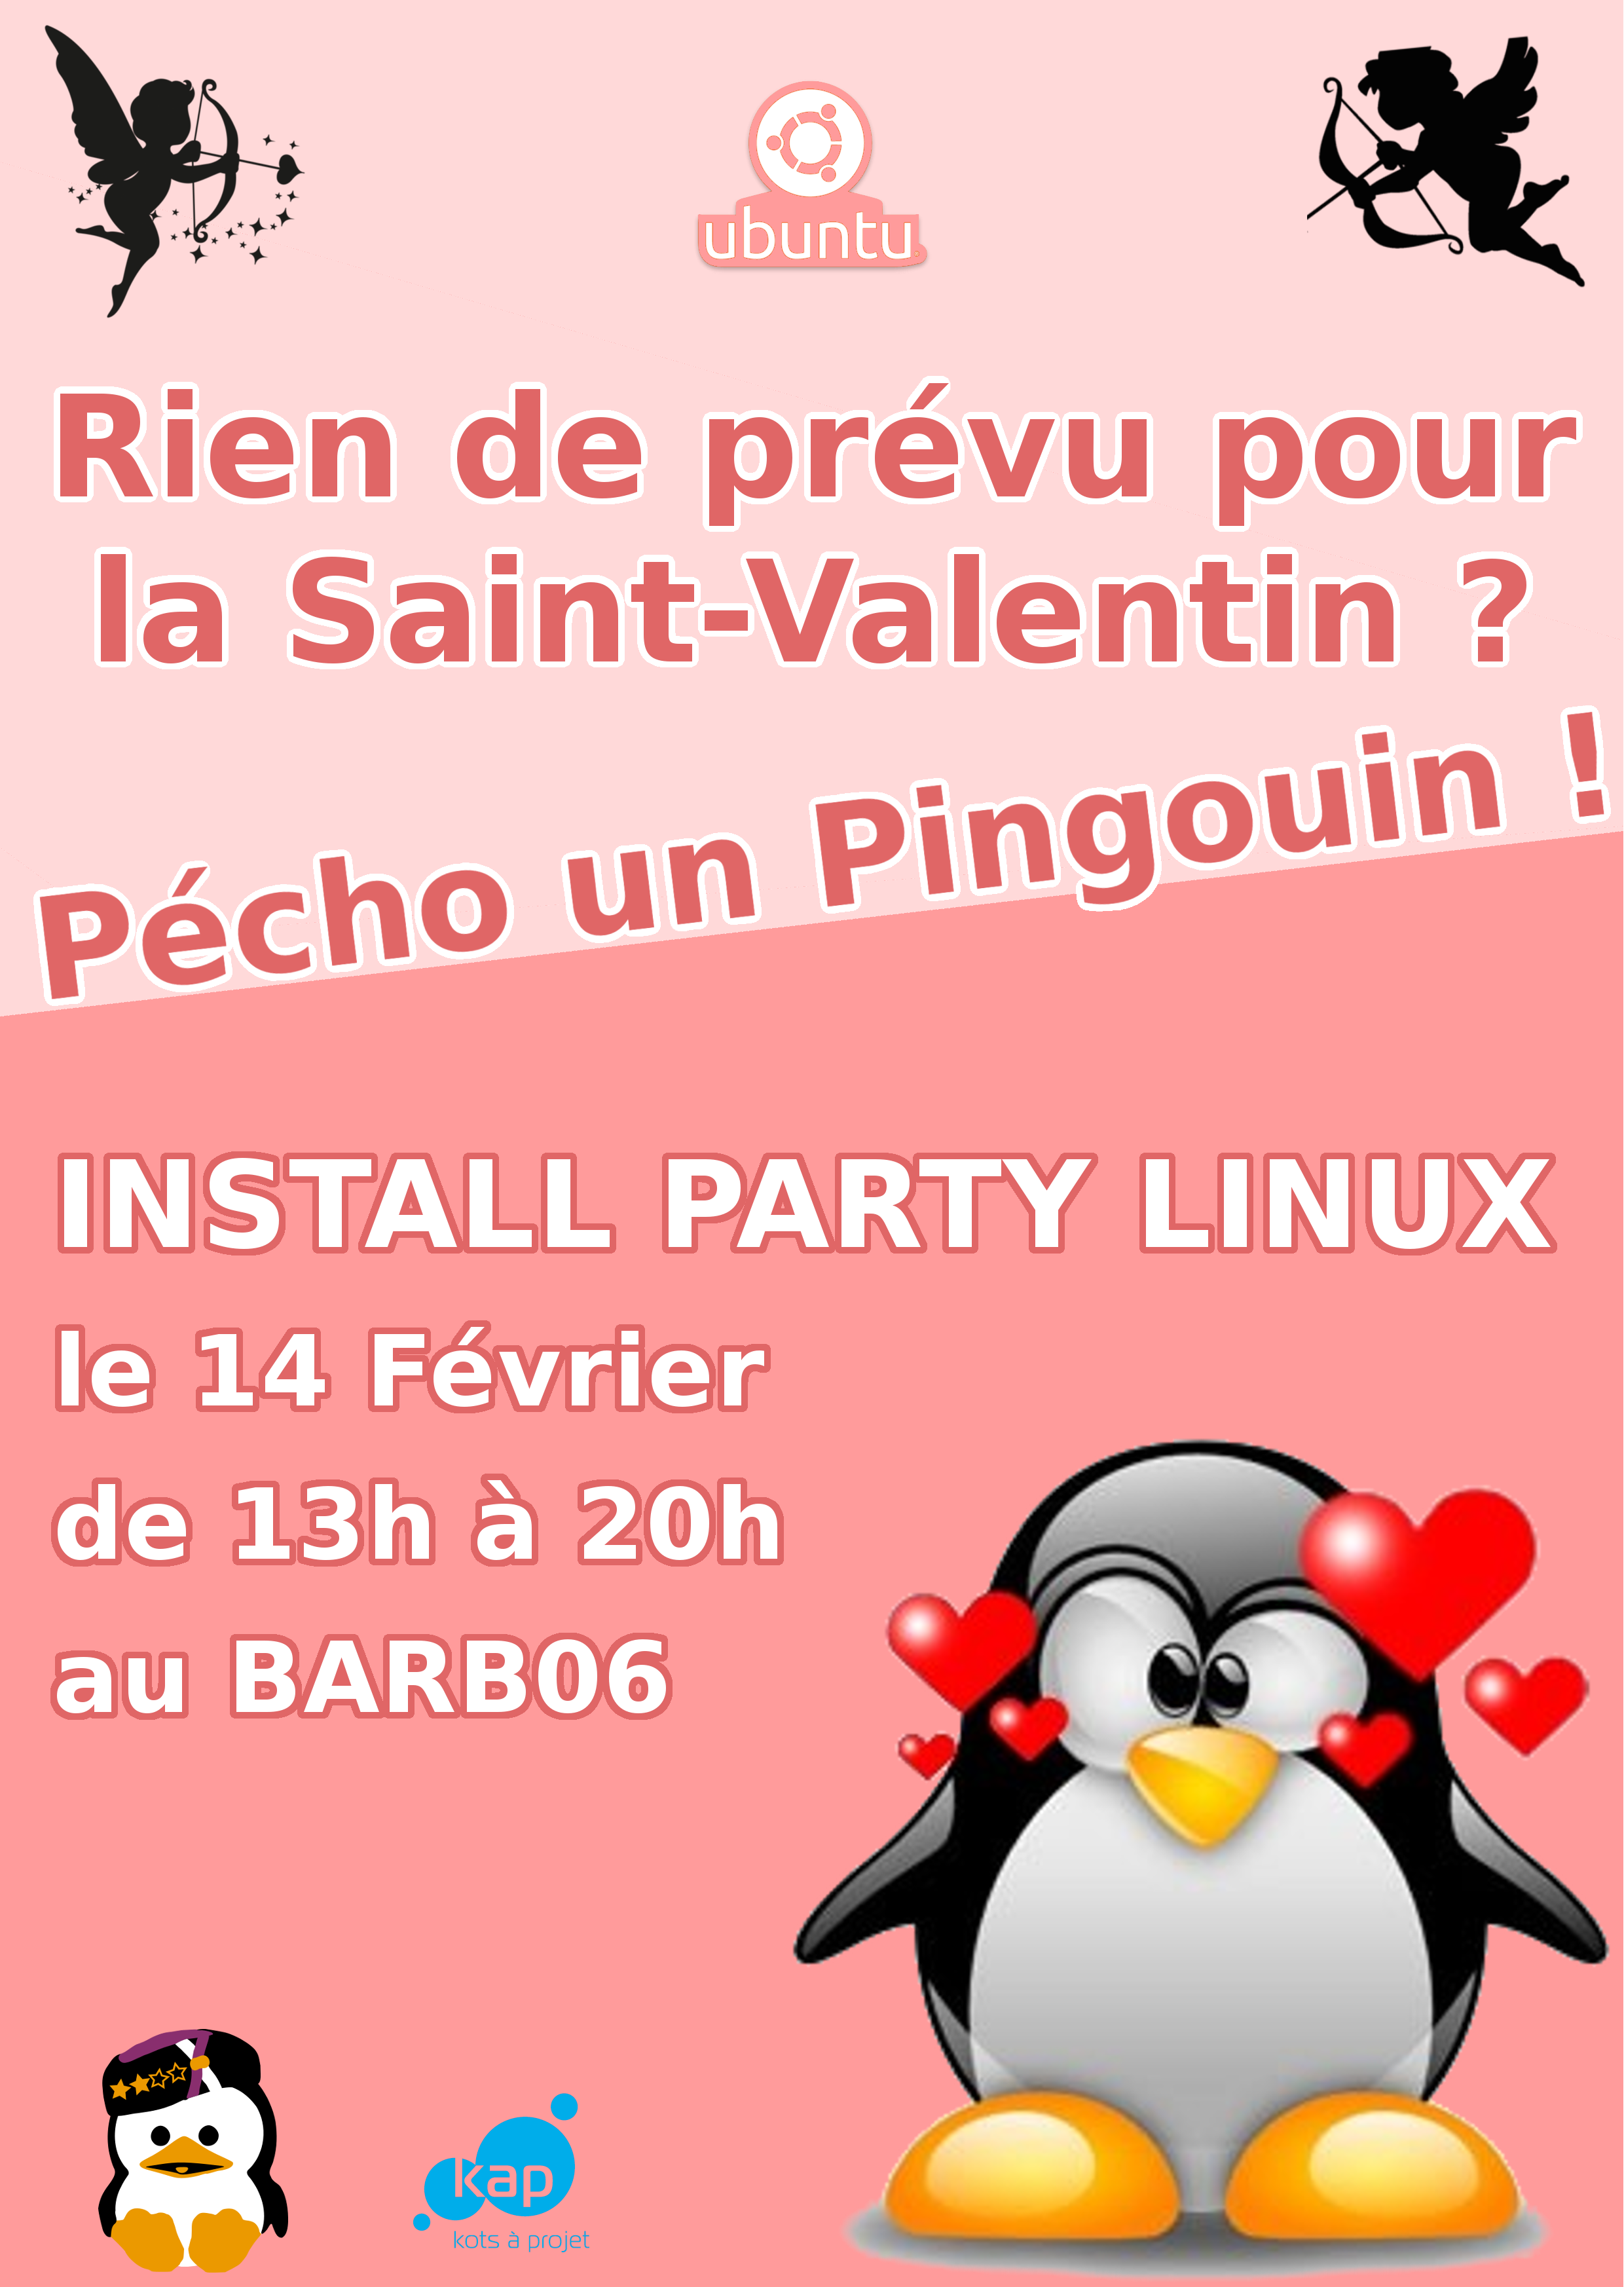 ubuntu
Rien de prévu pour
la Saint-Valentin ?
Pécho un Pingouin !
INSTALL PARTY LINUX
le 14 Février
de 13h à 20h
au BARB06
kap
kots à projet